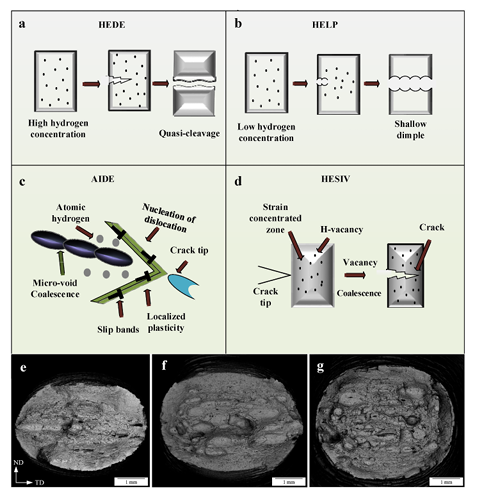 a
HEDE
High hydrogen
concentration
Quasi-cleavage
b
HELP
Low hydrogen
concentration
Shallow
dimple
c
AIDE
Atomic
hydrogen
Nucleation of
dislocation
Crack tip
Micro-void
Coalescence
Slip bands
Localized
plasticity
d
HESIV
Strain
concentrated
zone
H-vacancy
Crack
Crack
tip
Vacancy
Coalescence
e
ND
TD
1 mm
f
1 mm
g
1 mm